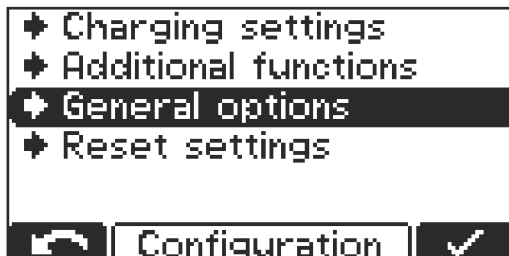 Charging settings
Additional functions
General options
Reset settings
Configuration